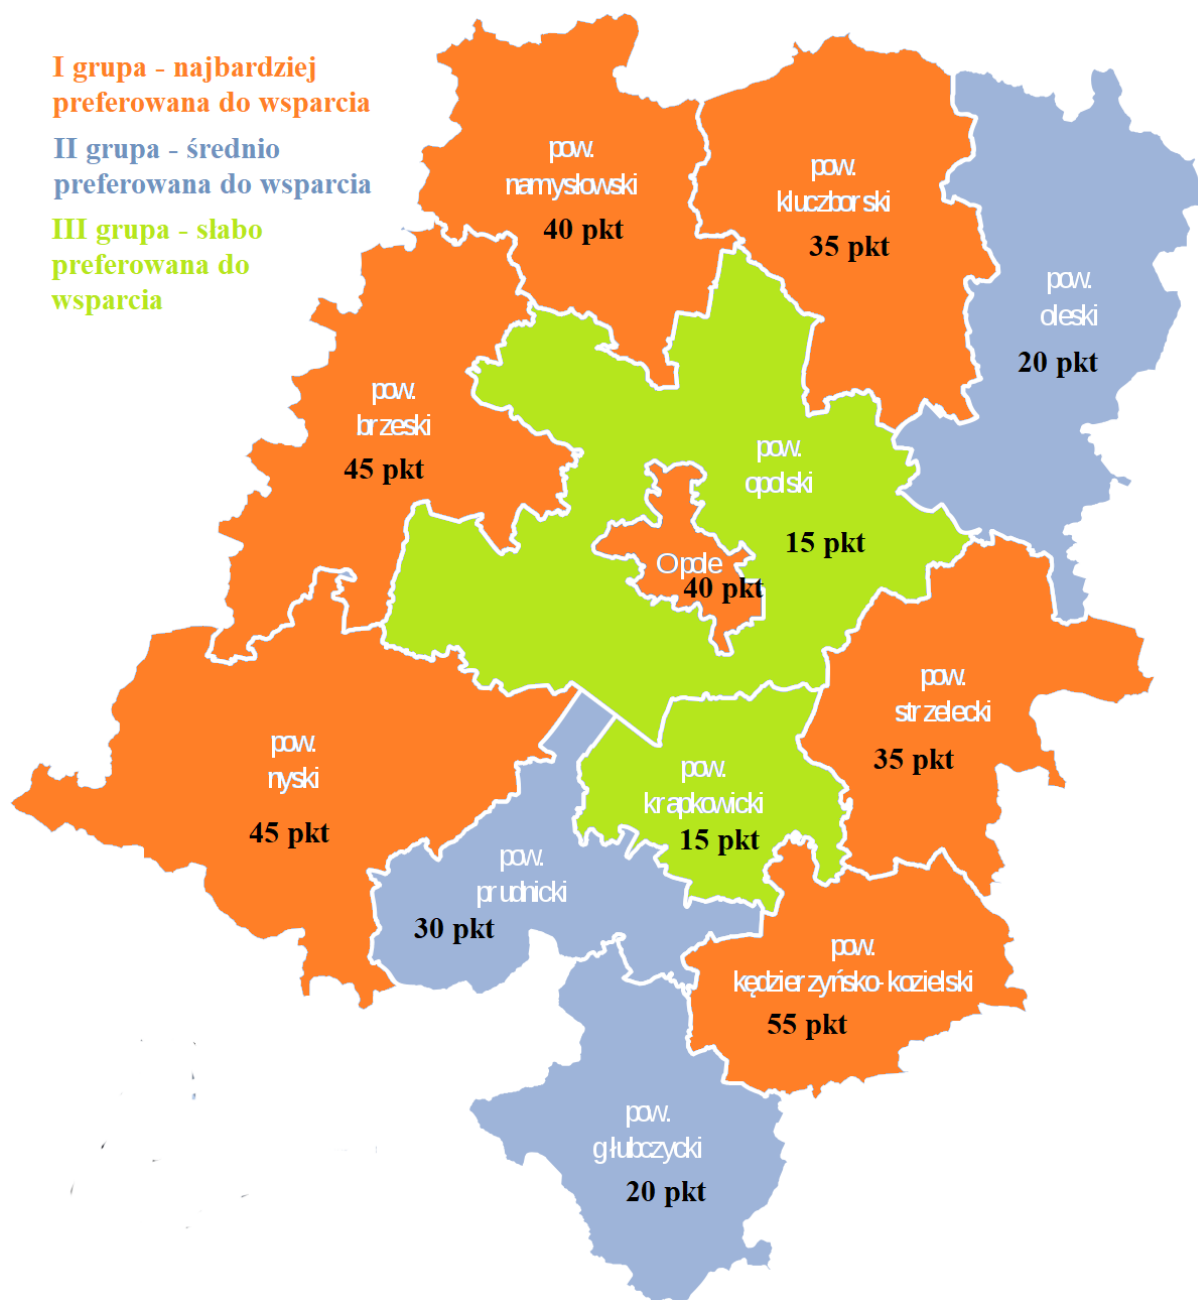 I grupa - najbardziej
preferowana do wsparcia
II grupa - średnio
preferowana do wsparcia
III grupa - słabo
preferowana do
wsparcia
pow.
namysłowski
40 pkt
pow.
kluczborski
35 pkt
pow.
oleski
20 pkt
pow.
brzeski
45 pkt
pow.
opolski
15 pkt
Opole
40 pkt
pow.
strzelecki
35 pkt
pow.
nyski
45 pkt
pow.
krapkowicki
15 pkt
pow.
prudnicki
30 pkt
pow.
kędzierzyńsko-kozielski
55 pkt
pow.
głubczycki
20 pkt